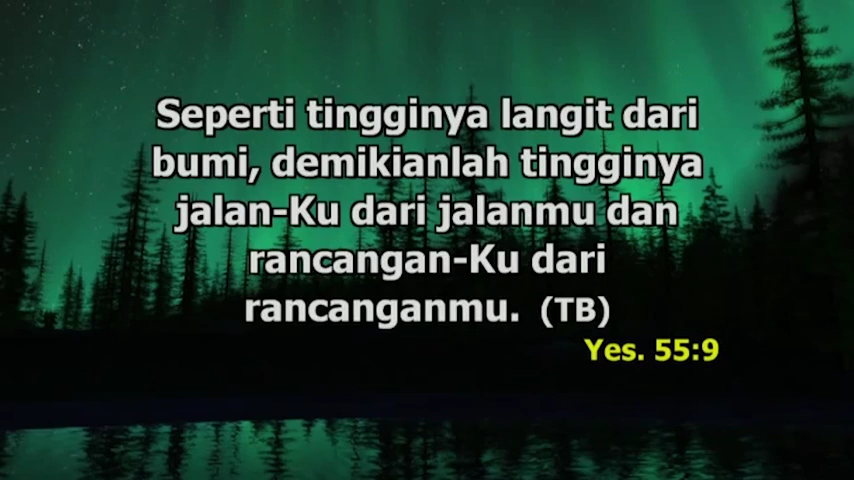 Seperti tingginya langit dari
bumi, demikianlah tingginya
jalan-Ku dari jalanmu dan
rancangan-Ku dari
rancanganmu. (TB)
Yes. 55:9